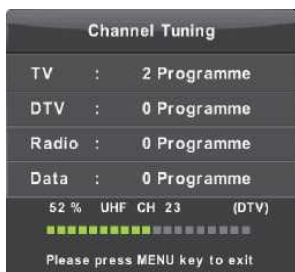 Channel Tuning
TV : 2 Programme
DTV : 0 Programme
Radio : 0 Programme
Data : 0 Programme
52 % UHF CH 23 (DTV)
Please press MENU key to exit